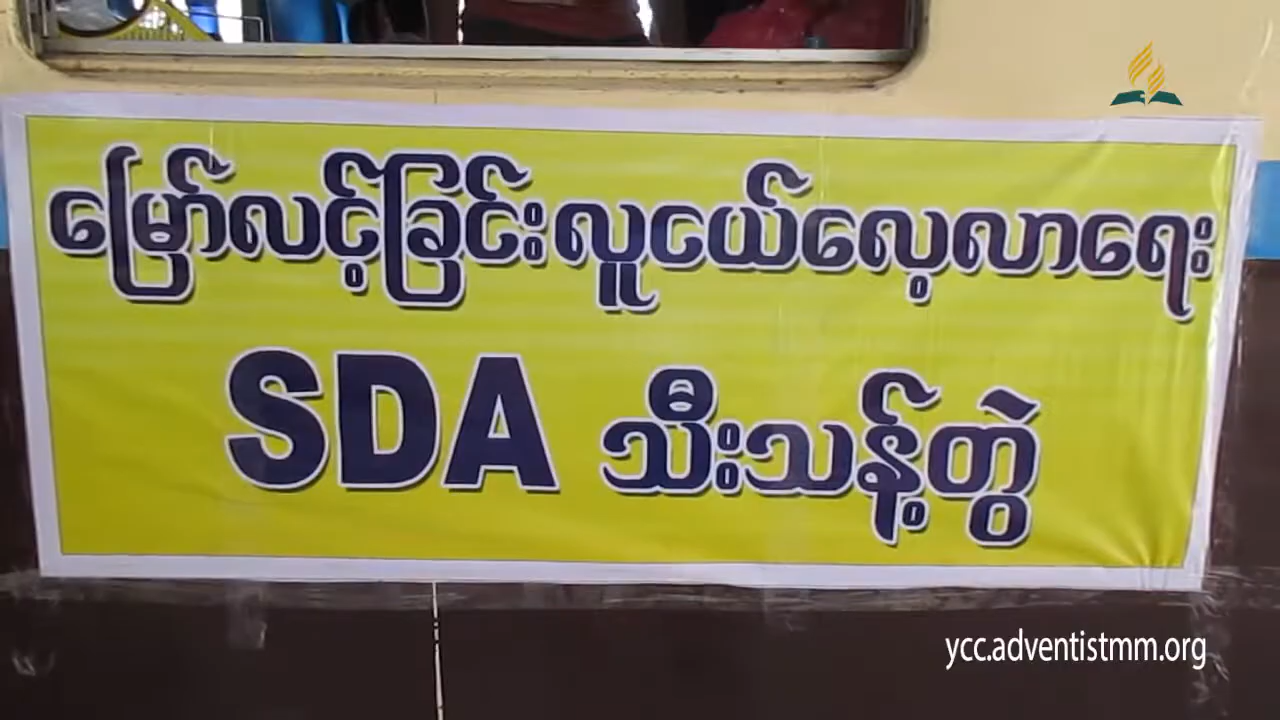 မြှော်လင့်ခြင်းလူငယ်လေ့လာရေး
SDA သီးသန့်တွဲ
ycc.adventistmm.org